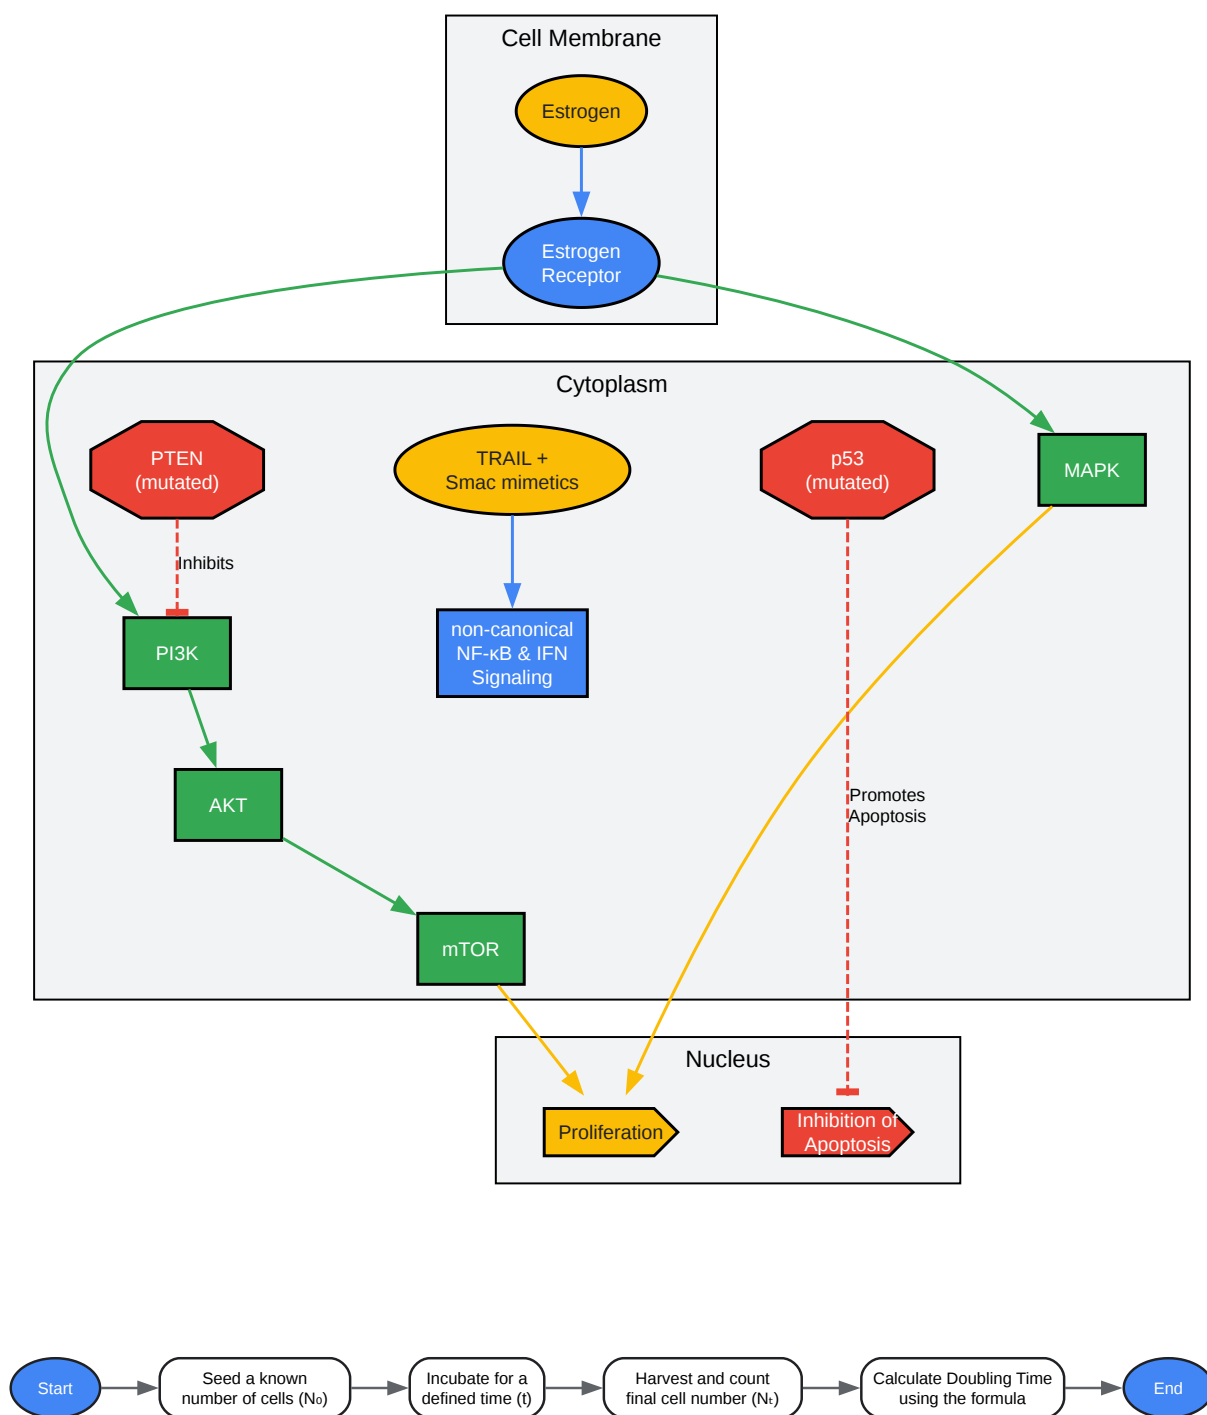 Cell Membrane
Estrogen
Estrogen
Receptor
Cytoplasm
PTEN
(mutated)
TRAIL +
Smac mimetics
p53
(mutated)
MAPK
Inhibits
PI3K
non-canonical
NF-κB & IFN
Signaling
AKT
Promotes
Apoptosis
mTOR
Nucleus
Proliferation
Inhibition of
Apoptosis
Start
Seed a known
number of cells (N₀)
Incubate for a
defined time (t)
Harvest and count
final cell number (Nₜ)
Calculate Doubling Time
using the formula
End